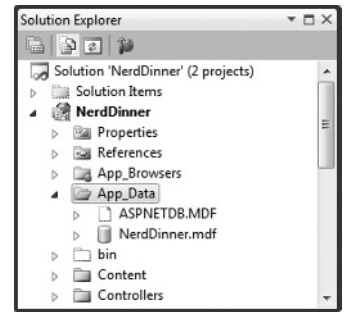 Solution Explorer
Solution 'NerdDinner' (2 projects)
Solution Items
NerdDinner
Properties
References
App_Browsers
App_Data
ASPNETDB.MDF
NerdDinner.mdf
bin
Content
Controllers